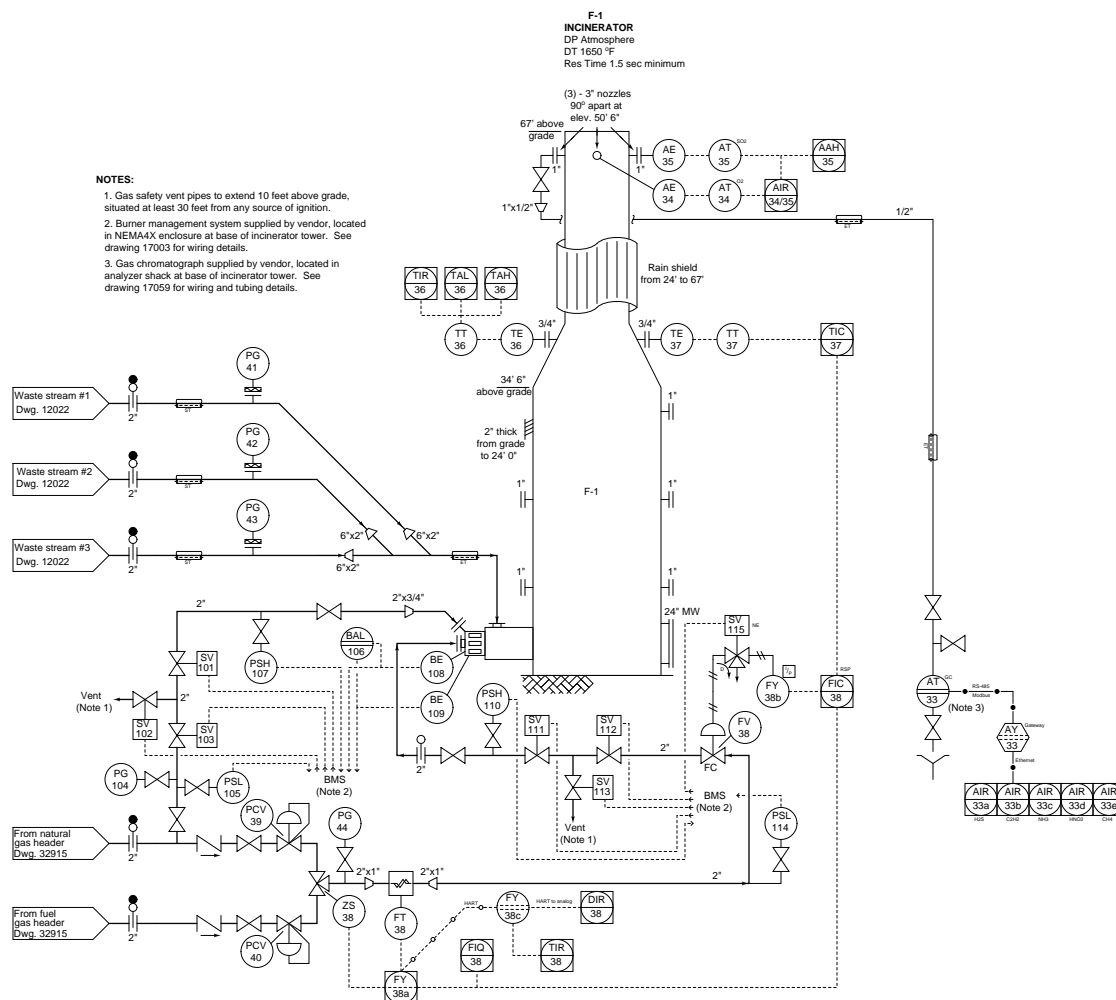 F-1
INCINERATOR
DP Atmosphere
DT 1650 °F
Res Time 1.5 sec minimum
(3) - 3" nozzles
90° apart at
elev. 50' 6"
67' above
grade
1"
1"
AE
35
AT
35
SO2
AAH
35
AE
34
AT
34
O2
AIR
34/35
1"x1/2"
1/2"
ET
NOTES:
1. Gas safety vent pipes to extend 10 feet above grade,
situated at least 30 feet from any source of ignition.
2. Burner management system supplied by vendor, located
in NEMA4X enclosure at base of incinerator tower. See
drawing 17003 for wiring details.
3. Gas chromatograph supplied by vendor, located in
analyzer shack at base of incinerator tower. See
drawing 17059 for wiring and tubing details.
Rain shield
from 24' to 67'
TIR
36
TAL
36
TAH
36
TT
36
TE
36
3/4"
3/4"
TE
37
TT
37
TIC
37
34' 6"
above grade
2" thick
from grade
to 24' 0"
1"
1"
1"
1"
1"
F-1
24" MW
ET
PG
41
Waste stream #1
Dwg. 12022
2"
ST
PG
42
Waste stream #2
Dwg. 12022
2"
ST
PG
43
Waste stream #3
Dwg. 12022
2"
ST
6"x2"
6"x2"
6"x2"
ET
2"
2"x3/4"
SV
101
PSH
107
BAL
106
BE
108
BE
109
Vent
(Note 1)
2"
SV
102
SV
103
PG
104
PSL
105
BMS
(Note 2)
PSH
110
2"
SV
111
SV
112
SV
113
Vent
(Note 1)
2"
SV
115
NE
D
I/P
FY
38b
FIC
38
RSP
FV
38
FC
BMS
(Note 2)
PSL
114
AT
33
GC
(Note 3)
RS-485
Modbus
Gateway
AY
33
Ethernet
AIR
33a
H2S
AIR
33b
C2H2
AIR
33c
NH3
AIR
33d
HNO3
AIR
33e
CH4
From natural
gas header
Dwg. 32915
2"
PCV
39
PG
44
2"x1"
2"x1"
2"
From fuel
gas header
Dwg. 32915
2"
PCV
40
ZS
38
FT
38
FY
38a
HART
FY
38c
HART to analog
DIR
38
FIQ
38
TIR
38